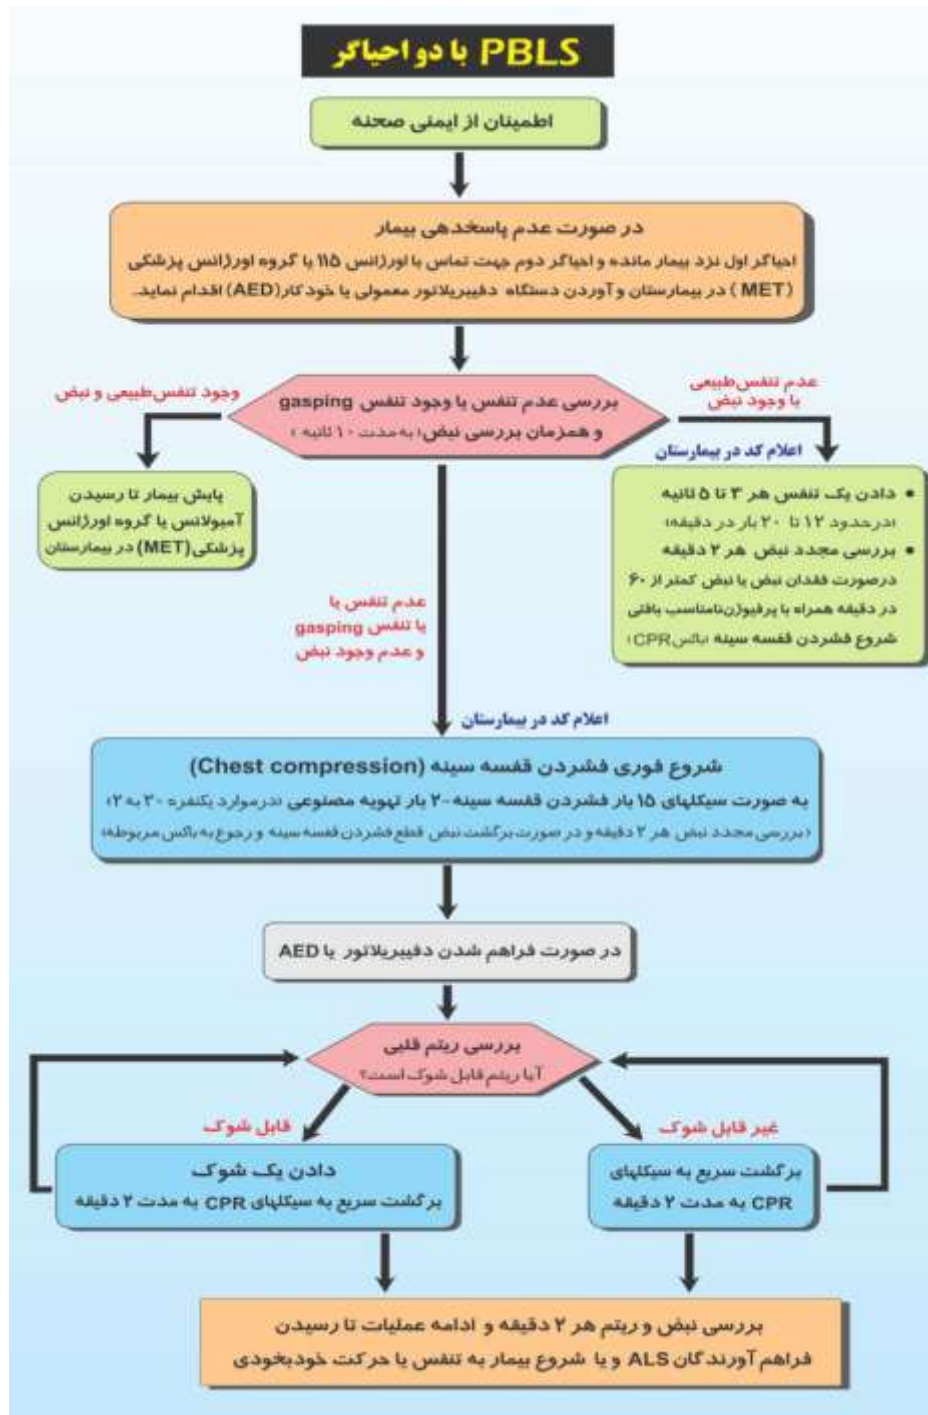 PBLS با دو احیاگر
اطمینان از ایمنی صحنه
در صورت عدم پاسخدهی بیمار
احیاگر اول نزد بیمار مانده و احیاگر دوم جهت تماس با اورژانس ۱۱۵ یا گروه اورژانس پزشکی
(MET) در بیمارستان و آوردن دستگاه دفیبریلاتور معمولی یا خودکار (AED) اقدام نماید.
عدم تنفس طبیعی
با وجود نبض
بررسی عدم تنفس یا وجود تنفس gasping
و همزمان بررسی نبض (به مدت ۱۰ ثانیه)
وجود تنفس طبیعی و نبض
اعلام کد در بیمارستان
• دادن یک تنفس هر ۳ تا ۵ ثانیه
(درحدود ۱۲ تا ۲۰ بار در دقیقه)
• بررسی مجدد نبض هر ۲ دقیقه
درصورت فقدان نبض یا نبض کمتر از ۶۰
در دقیقه همراه با پرفیوژن نامتناسب بافتی
شروع فشردن قفسه سینه (باکس CPR)
پایش بیمار تا رسیدن
آمبولانس یا گروه اورژانس
پزشکی (MET) در بیمارستان
عدم تنفس یا
یا تنفس gasping
و عدم وجود نبض
اعلام کد در بیمارستان
شروع فوری فشردن قفسه سینه (Chest compression)
به صورت سیکلهای ۱۵ بار فشردن قفسه سینه-۲ بار تهویه مصنوعی (درموارد یکنفره ۳۰ به ۲)
(بررسی مجدد نبض هر ۲ دقیقه و در صورت برگشت نبض قطع فشردن قفسه سینه و رجوع به باکس مربوطه)
در صورت فراهم شدن دفیبریلاتور یا AED
بررسی ریتم قلبی
آیا ریتم قابل شوک است؟
غیر قابل شوک
قابل شوک
برگشت سریع به سیکلهای
CPR به مدت ۲ دقیقه
دادن یک شوک
برگشت سریع به سیکلهای CPR به مدت ۲ دقیقه
بررسی نبض و ریتم هر ۲ دقیقه و ادامه عملیات تا رسیدن
فراهم آورندگان ALS و یا شروع بیمار به تنفس یا حرکت خودبخودی